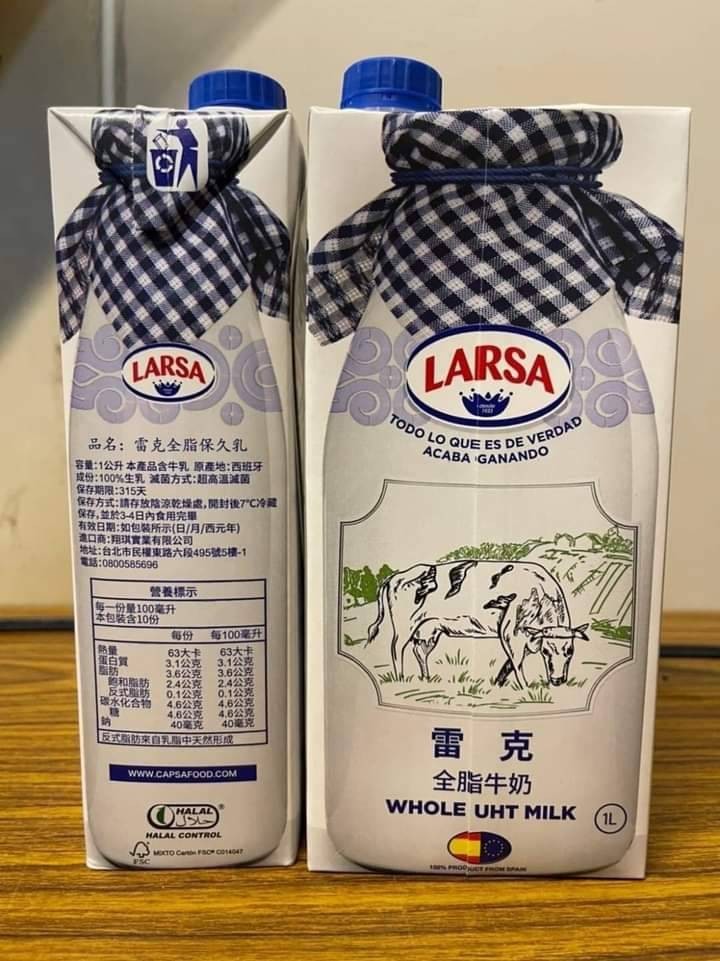 LARSA
品名: 雷克全脂保久乳
容量:1公升 本產品含牛乳 原產地:西班牙
成份:100%生乳 滅菌方式:超高溫滅菌
保存期限:315天
保存方式:請存放陰涼乾燥處,開封後7℃冷藏
保存,並於3-4日內食用完畢
有效日期:如包裝所示(日/月/西元年)
進口商:翔琪實業有限公司
地址:台北市民權東路六段495號5樓-1
電話:0800585696
營養標示
每一份量100毫升
本包裝含10份
每份 每100毫升
熱量 63大卡 63大卡
蛋白質 3.1公克 3.1公克
脂肪 3.6公克 3.6公克
飽和脂肪 2.4公克 2.4公克
反式脂肪 0.1公克 0.1公克
碳水化合物 4.6公克 4.6公克
糖 4.6公克 4.6公克
鈉 40毫克 40毫克
反式脂肪來自乳脂中天然形成
WWW.CAPSAFOOD.COM
HALAL ®
حلال
HALAL CONTROL
FSC
MIXTO Cartón FSC® C014047
LARSA
desde
1933
TODO LO QUE ES DE VERDAD
ACABA GANANDO
雷克
全脂牛奶
WHOLE UHT MILK
1L
100% PRODUCT FROM SPAIN